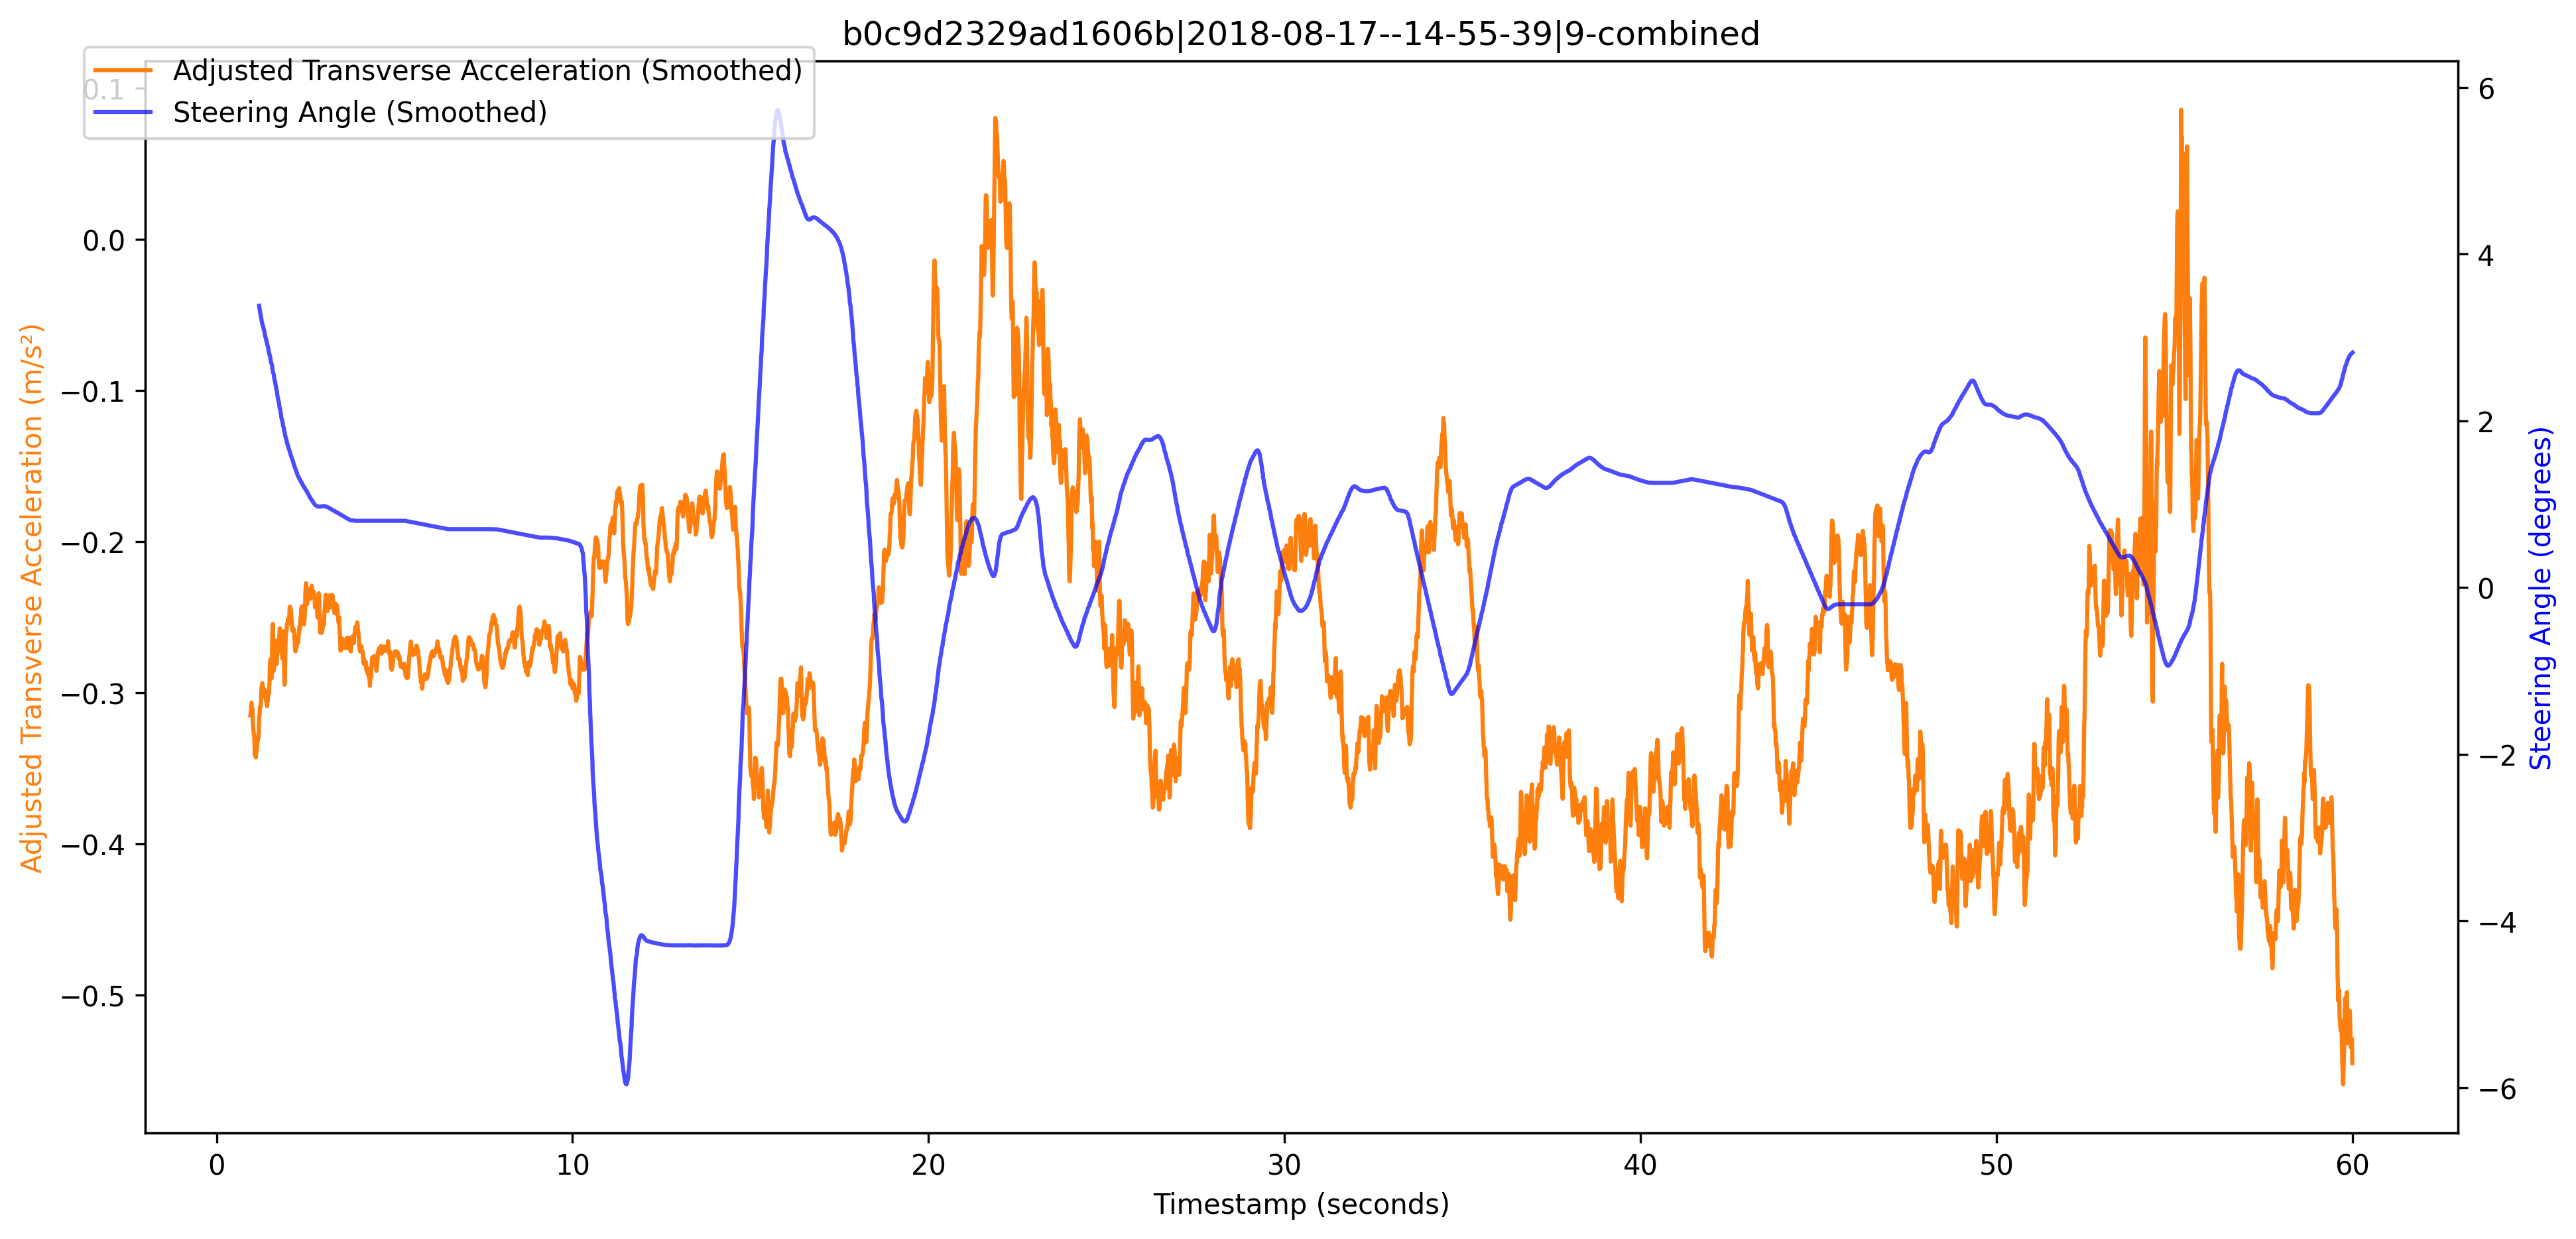 b0c9d2329ad1606b|2018-08-17--14-55-39|9-combined
Adjusted Transverse Acceleration (Smoothed)
Steering Angle (Smoothed)
Adjusted Transverse Acceleration (m/s²)
0.1
0.0
−0.1
−0.2
−0.3
−0.4
−0.5
6
4
2
0
−2
−4
−6
Steering Angle (degrees)
0 10 20 30 40 50 60
Timestamp (seconds)